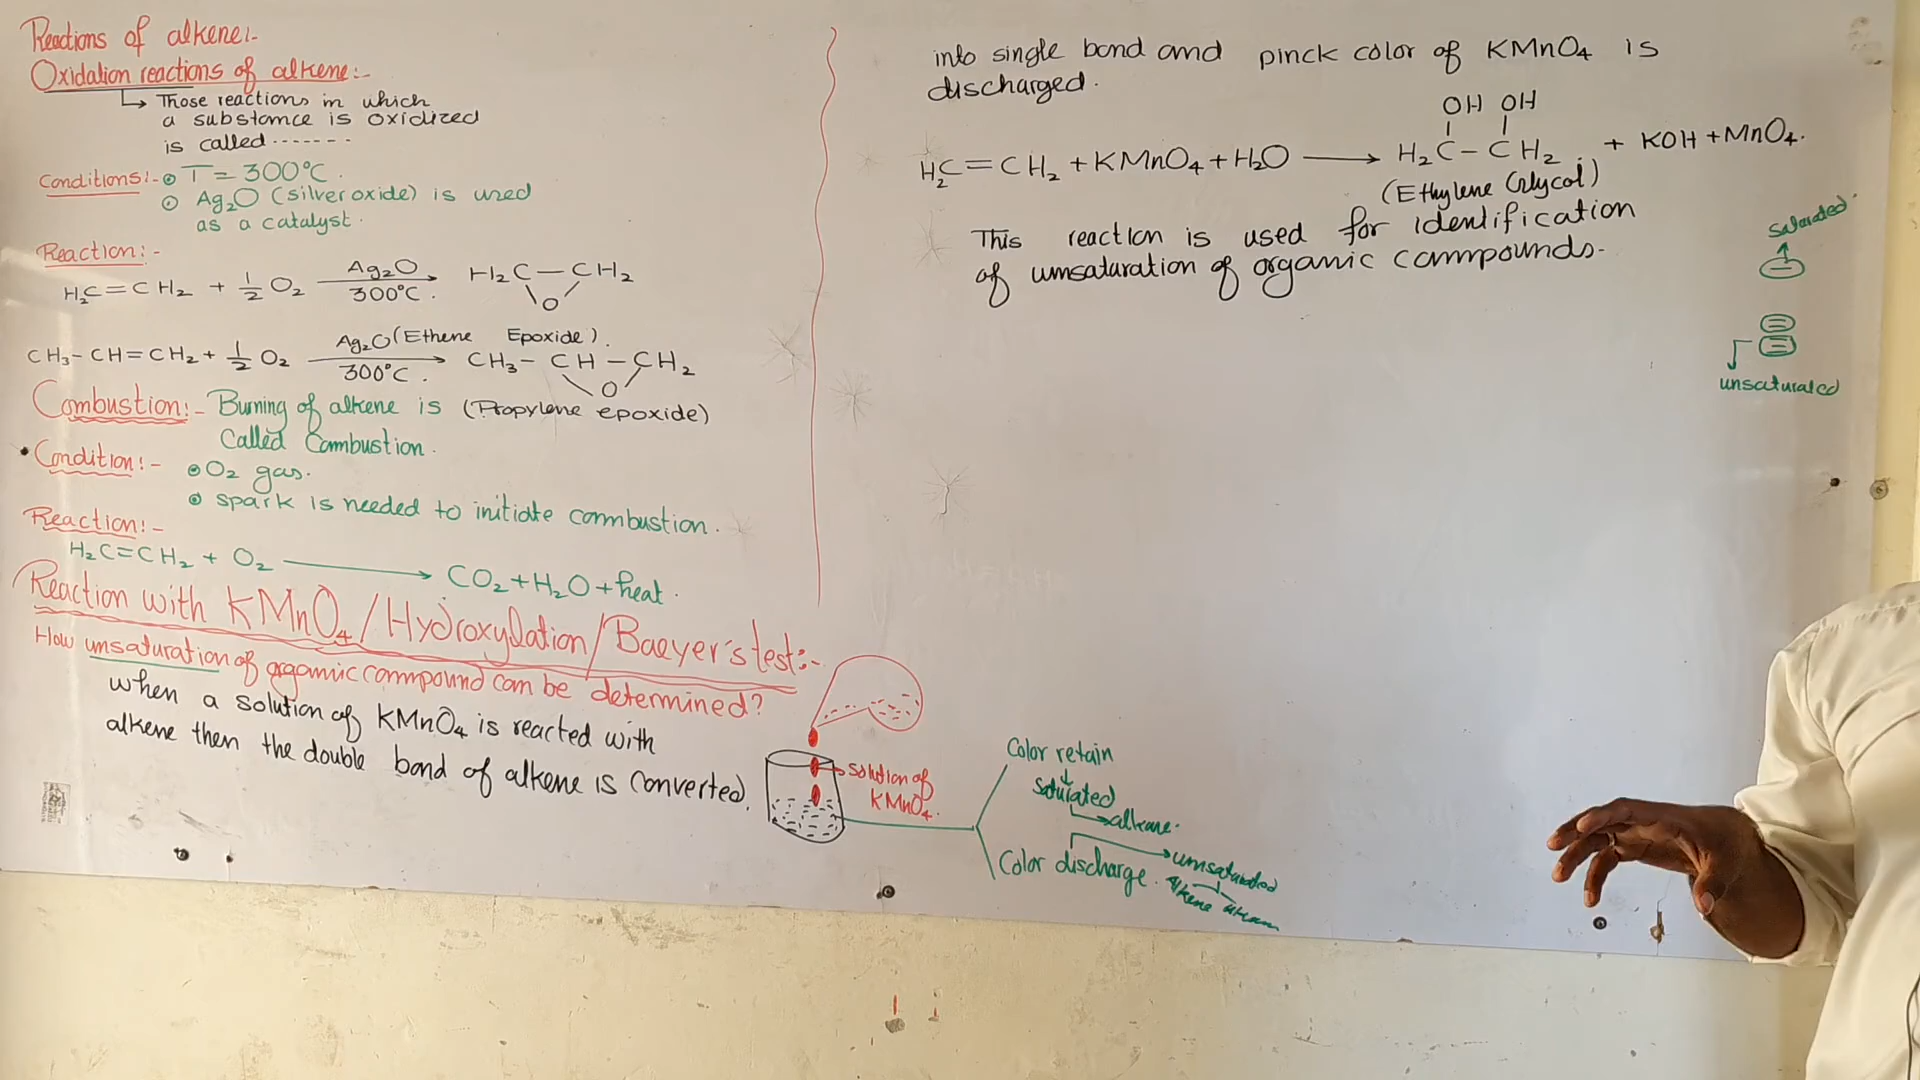 Reactions of alkene:-
Oxidation reactions of alkene:-
↳ Those reactions in which
a substance is oxidized
is called -------
Conditions:- ⊙ T = 300°C.
⊙ Ag₂O (silver oxide) is used
as a catalyst.
Reaction:-
H₂C=CH₂ + 1/2 O₂ Ag₂O 300°C. → H₂C-CH₂ \O/
(Ethene Epoxide).
CH₃-CH=CH₂ + 1/2 O₂ Ag₂O 300°C. → CH₃-CH-CH₂ \O/
(Propylene epoxide)
Combustion:- Burning of alkene is
Called Combustion.
Condition:- ⊙ O₂ gas.
⊙ spark is needed to initiate combustion.
Reaction:-
H₂C=CH₂ + O₂ → CO₂+H₂O+heat.
Reaction with KMnO₄/Hydroxylation/Baeyer's test:-
How unsaturation of organic compound can be determined?
when a solution of KMnO₄ is reacted with
alkene then the double bond of alkene is converted.
solution of
KMnO₄.
Color retain
↓
Saturated
→ alkane.
→ unsaturated
Color discharge.
alkene
into single bond and pinck color of KMnO₄ is
discharged.
OH OH
H₂C=CH₂ + KMnO₄ + H₂O → H₂C-CH₂ + KOH + MnO₄.
(Ethylene Glycol)
This reaction is used for identification
of unsaturation of organic compounds.
saturated.
unsaturated